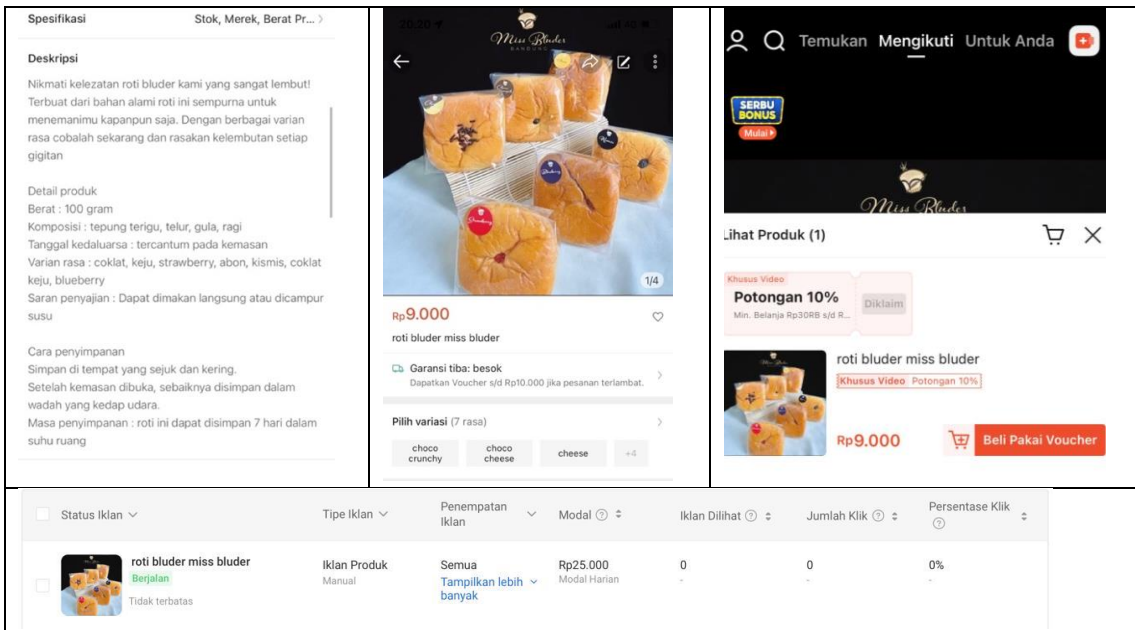 Spesifikasi Stok, Merek, Berat Pr... >
Deskripsi
Nikmati kelezatan roti bluder kami yang sangat lembut!
Terbuat dari bahan alami roti ini sempurna untuk
menemanimu kapanpun saja. Dengan berbagai varian
rasa cobalah sekarang dan rasakan kelembutan setiap
gigitan
Detail produk
Berat : 100 gram
Komposisi : tepung terigu, telur, gula, ragi
Tanggal kedaluarsa : tercantum pada kemasan
Varian rasa : coklat, keju, strawberry, abon, kismis, coklat
keju, blueberry
Saran penyajian : Dapat dimakan langsung atau dicampur
susu
Cara penyimpanan
Simpan di tempat yang sejuk dan kering.
Setelah kemasan dibuka, sebaiknya disimpan dalam
wadah yang kedap udara.
Masa penyimpanan : roti ini dapat disimpan 7 hari dalam
suhu ruang
20:20
4G
Miss Bluder
BANDUNG
Blueberry
Strawberry
1/4
Rp9.000
roti bluder miss bluder
Garansi tiba: besok
Dapatkan Voucher s/d Rp10.000 jika pesanan terlambat.
Pilih variasi (7 rasa)
choco
crunchy
choco
cheese
cheese
+4
Temukan Mengikuti Untuk Anda
SERBU
BONUS
Mulai
Miss Bluder
Lihat Produk (1)
Khusus Video
Potongan 10%
Min. Belanja Rp30RB s/d R...
Diklaim
roti bluder miss bluder
Khusus Video Potongan 10%
Rp9.000
Beli Pakai Voucher
Status Iklan Tipe Iklan Penempatan Iklan Modal Iklan Dilihat Jumlah Klik Persentase Klik
roti bluder miss bluder Iklan Produk Semua Rp25.000 0 0 0%
Berjalan Manual Tampilkan lebih banyak Modal Harian - - -
Tidak terbatas